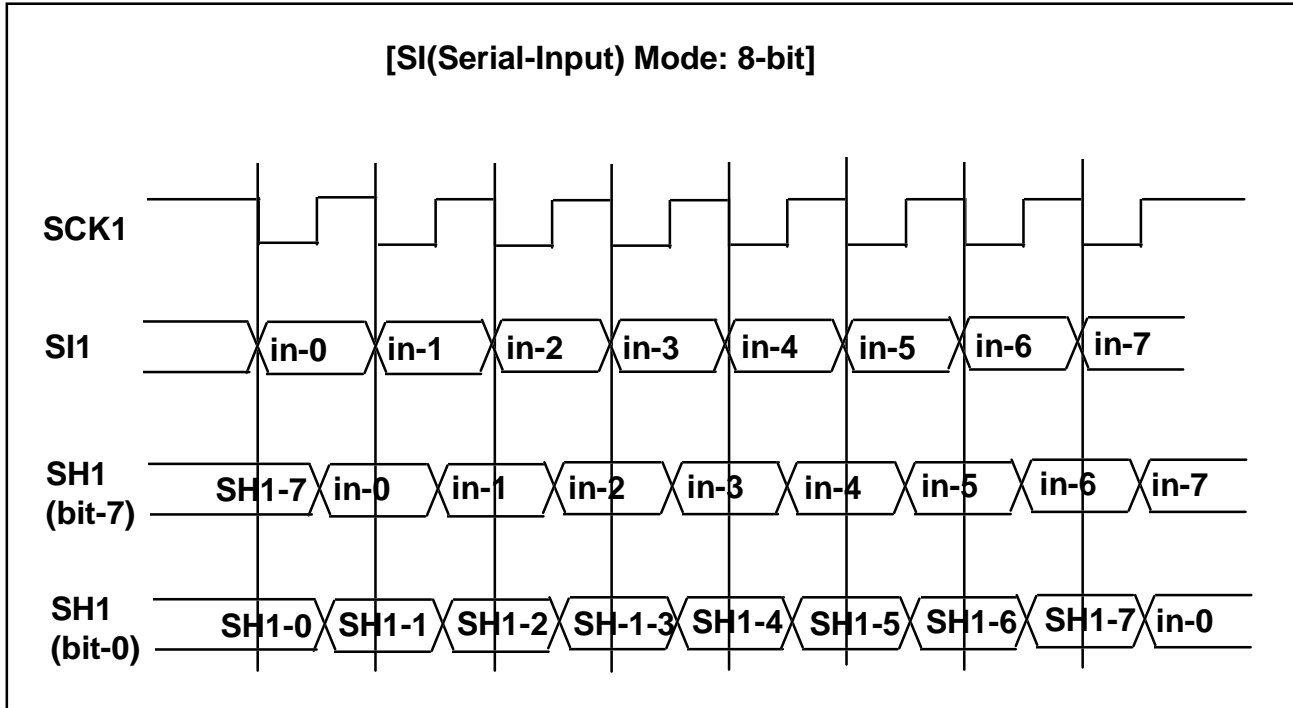 [SI(Serial-Input) Mode: 8-bit]
SCK1
SI1 in-0 in-1 in-2 in-3 in-4 in-5 in-6 in-7
SH1
(bit-7) SH1-7 in-0 in-1 in-2 in-3 in-4 in-5 in-6 in-7
SH1
(bit-0) SH1-0 SH1-1 SH1-2 SH-1-3 SH1-4 SH1-5 SH1-6 SH1-7 in-0